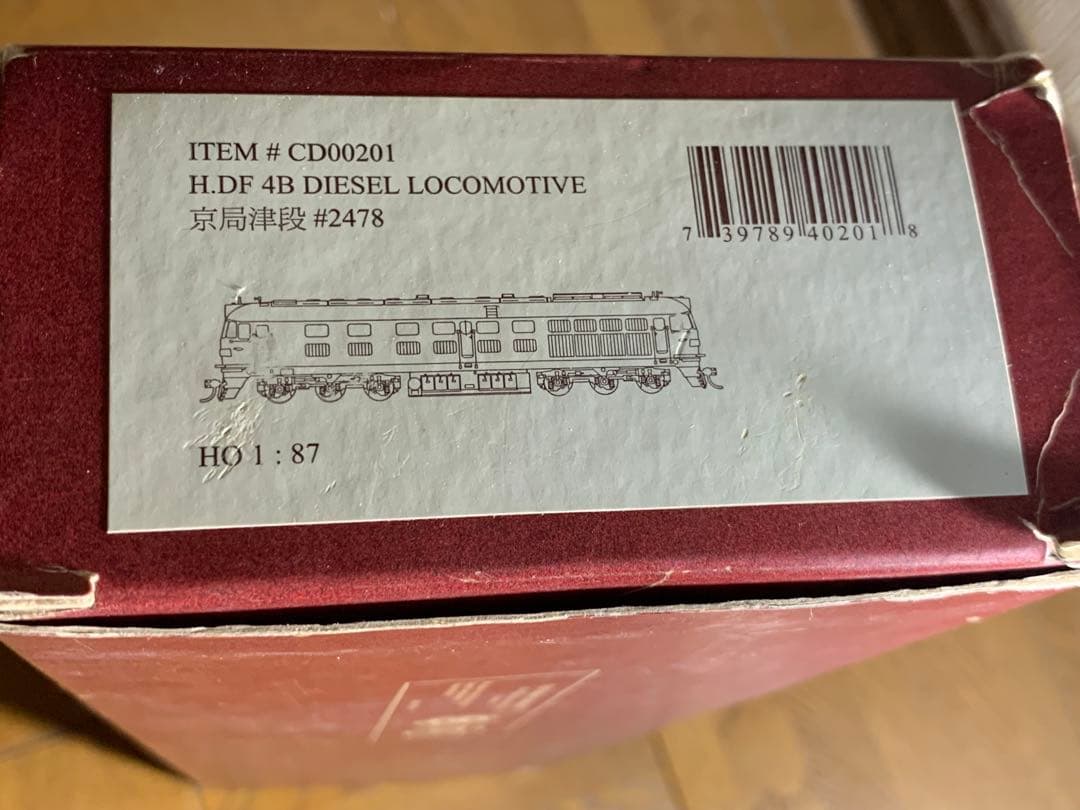 ITEM # CD00201
H.DF 4B DIESEL LOCOMOTIVE
京局津段 #2478
7 39789 40201 8
HO 1 : 87